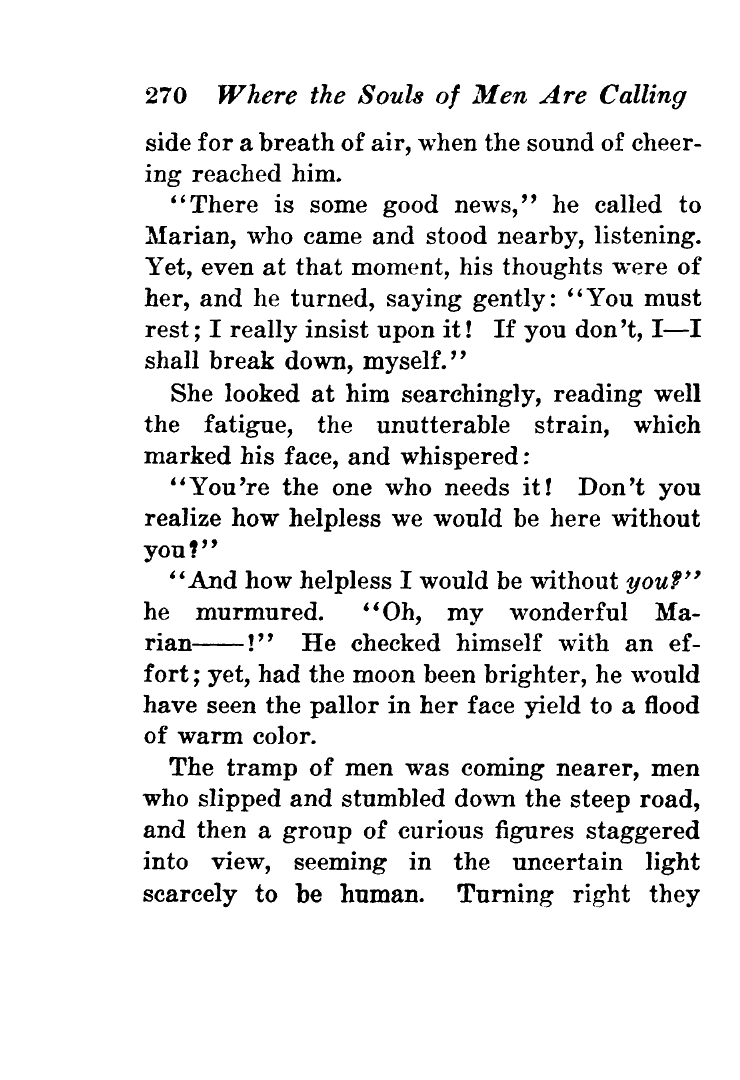 270 Where the Souls of Men Are Calling
side for a breath of air, when the sound of cheer-
ing reached him.
“There is some good news,” he called to
Marian, who came and stood nearby, listening.
Yet, even at that moment, his thoughts were of
her, and he turned, saying gently: “You must
rest; I really insist upon it! If you don’t, I—I
shall break down, myself.”
She looked at him searchingly, reading well
the fatigue, the unutterable strain, which
marked his face, and whispered:
“You’re the one who needs it! Don’t you
realize how helpless we would be here without
you?”
“And how helpless I would be without you?”
he murmured. “Oh, my wonderful Ma-
rian——!” He checked himself with an ef-
fort; yet, had the moon been brighter, he would
have seen the pallor in her face yield to a flood
of warm color.
The tramp of men was coming nearer, men
who slipped and stumbled down the steep road,
and then a group of curious figures staggered
into view, seeming in the uncertain light
scarcely to be human. Turning right they